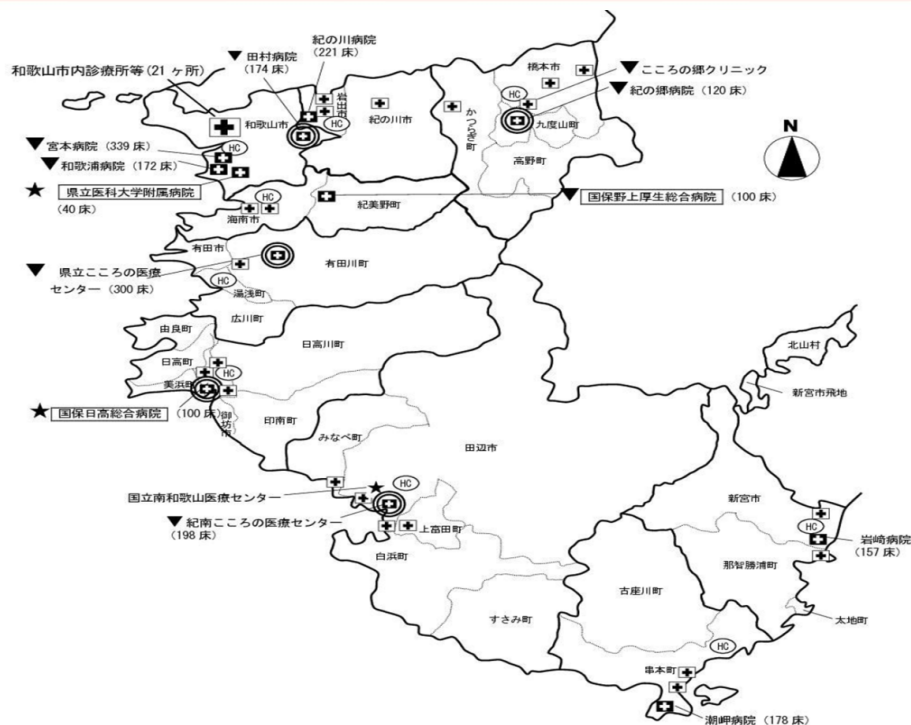 紀の川病院
(221 床)
▼田村病院
(174 床)
和歌山市内診療所等(21 ヶ所)
▼こころの郷クリニック
▼紀の郷病院 (120 床)
橋本市
HC
岩出市
HC
紀の川市
かつらぎ町
九度山町
高野町
和歌山市
HC
N
▼宮本病院 (339 床)
▼和歌浦病院 (172 床)
★県立医科大学附属病院
(40 床)
HC
海南市
紀美野町
▼国保野上厚生総合病院 (100 床)
有田市
有田川町
▼県立こころの医療
センター (300 床)
HC
湯浅町
広川町
由良町
日高川町
日高町
HC
美浜町
北山村
新宮市飛地
★国保日高総合病院 (100 床)
御坊市
印南町
みなべ町
田辺市
HC
国立南和歌山医療センター
★
▼紀南こころの医療センター
(198 床)
上富田町
白浜町
新宮市
HC
岩崎病院
(157 床)
那智勝浦町
古座川町
すさみ町
太地町
HC
串本町
潮岬病院 (178 床)